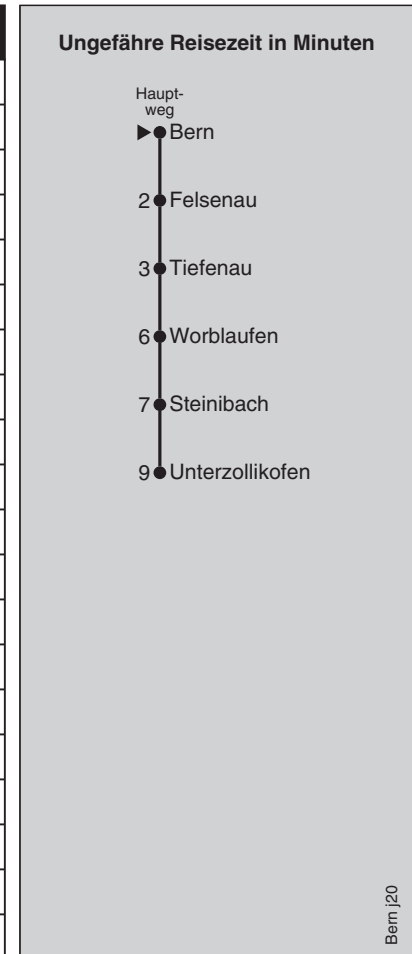 Ungefähre Reisezeit in Minuten
Haupt-
weg
Bern
2 Felsenau
3 Tiefenau
6 Worblaufen
7 Steinibach
9 Unterzollikofen
Bern j20